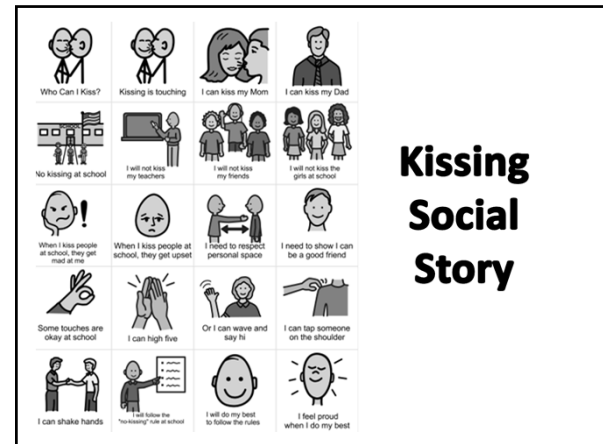 Who Can I Kiss?
Kissing is touching
I can kiss my Mom
I can kiss my Dad
No kissing at school
I will not kiss
my teachers
I will not kiss
my friends
I will not kiss the
girls at school
When I kiss people
at school, they get
mad at me
When I kiss people at
school, they get upset
I need to respect
personal space
I need to show I can
be a good friend
Some touches are
okay at school
I can high five
Or I can wave and
say hi
I can tap someone
on the shoulder
I can shake hands
I will follow the
"no-kissing" rule at school
I will do my best
to follow the rules
I feel proud
when I do my best
Kissing
Social
Story